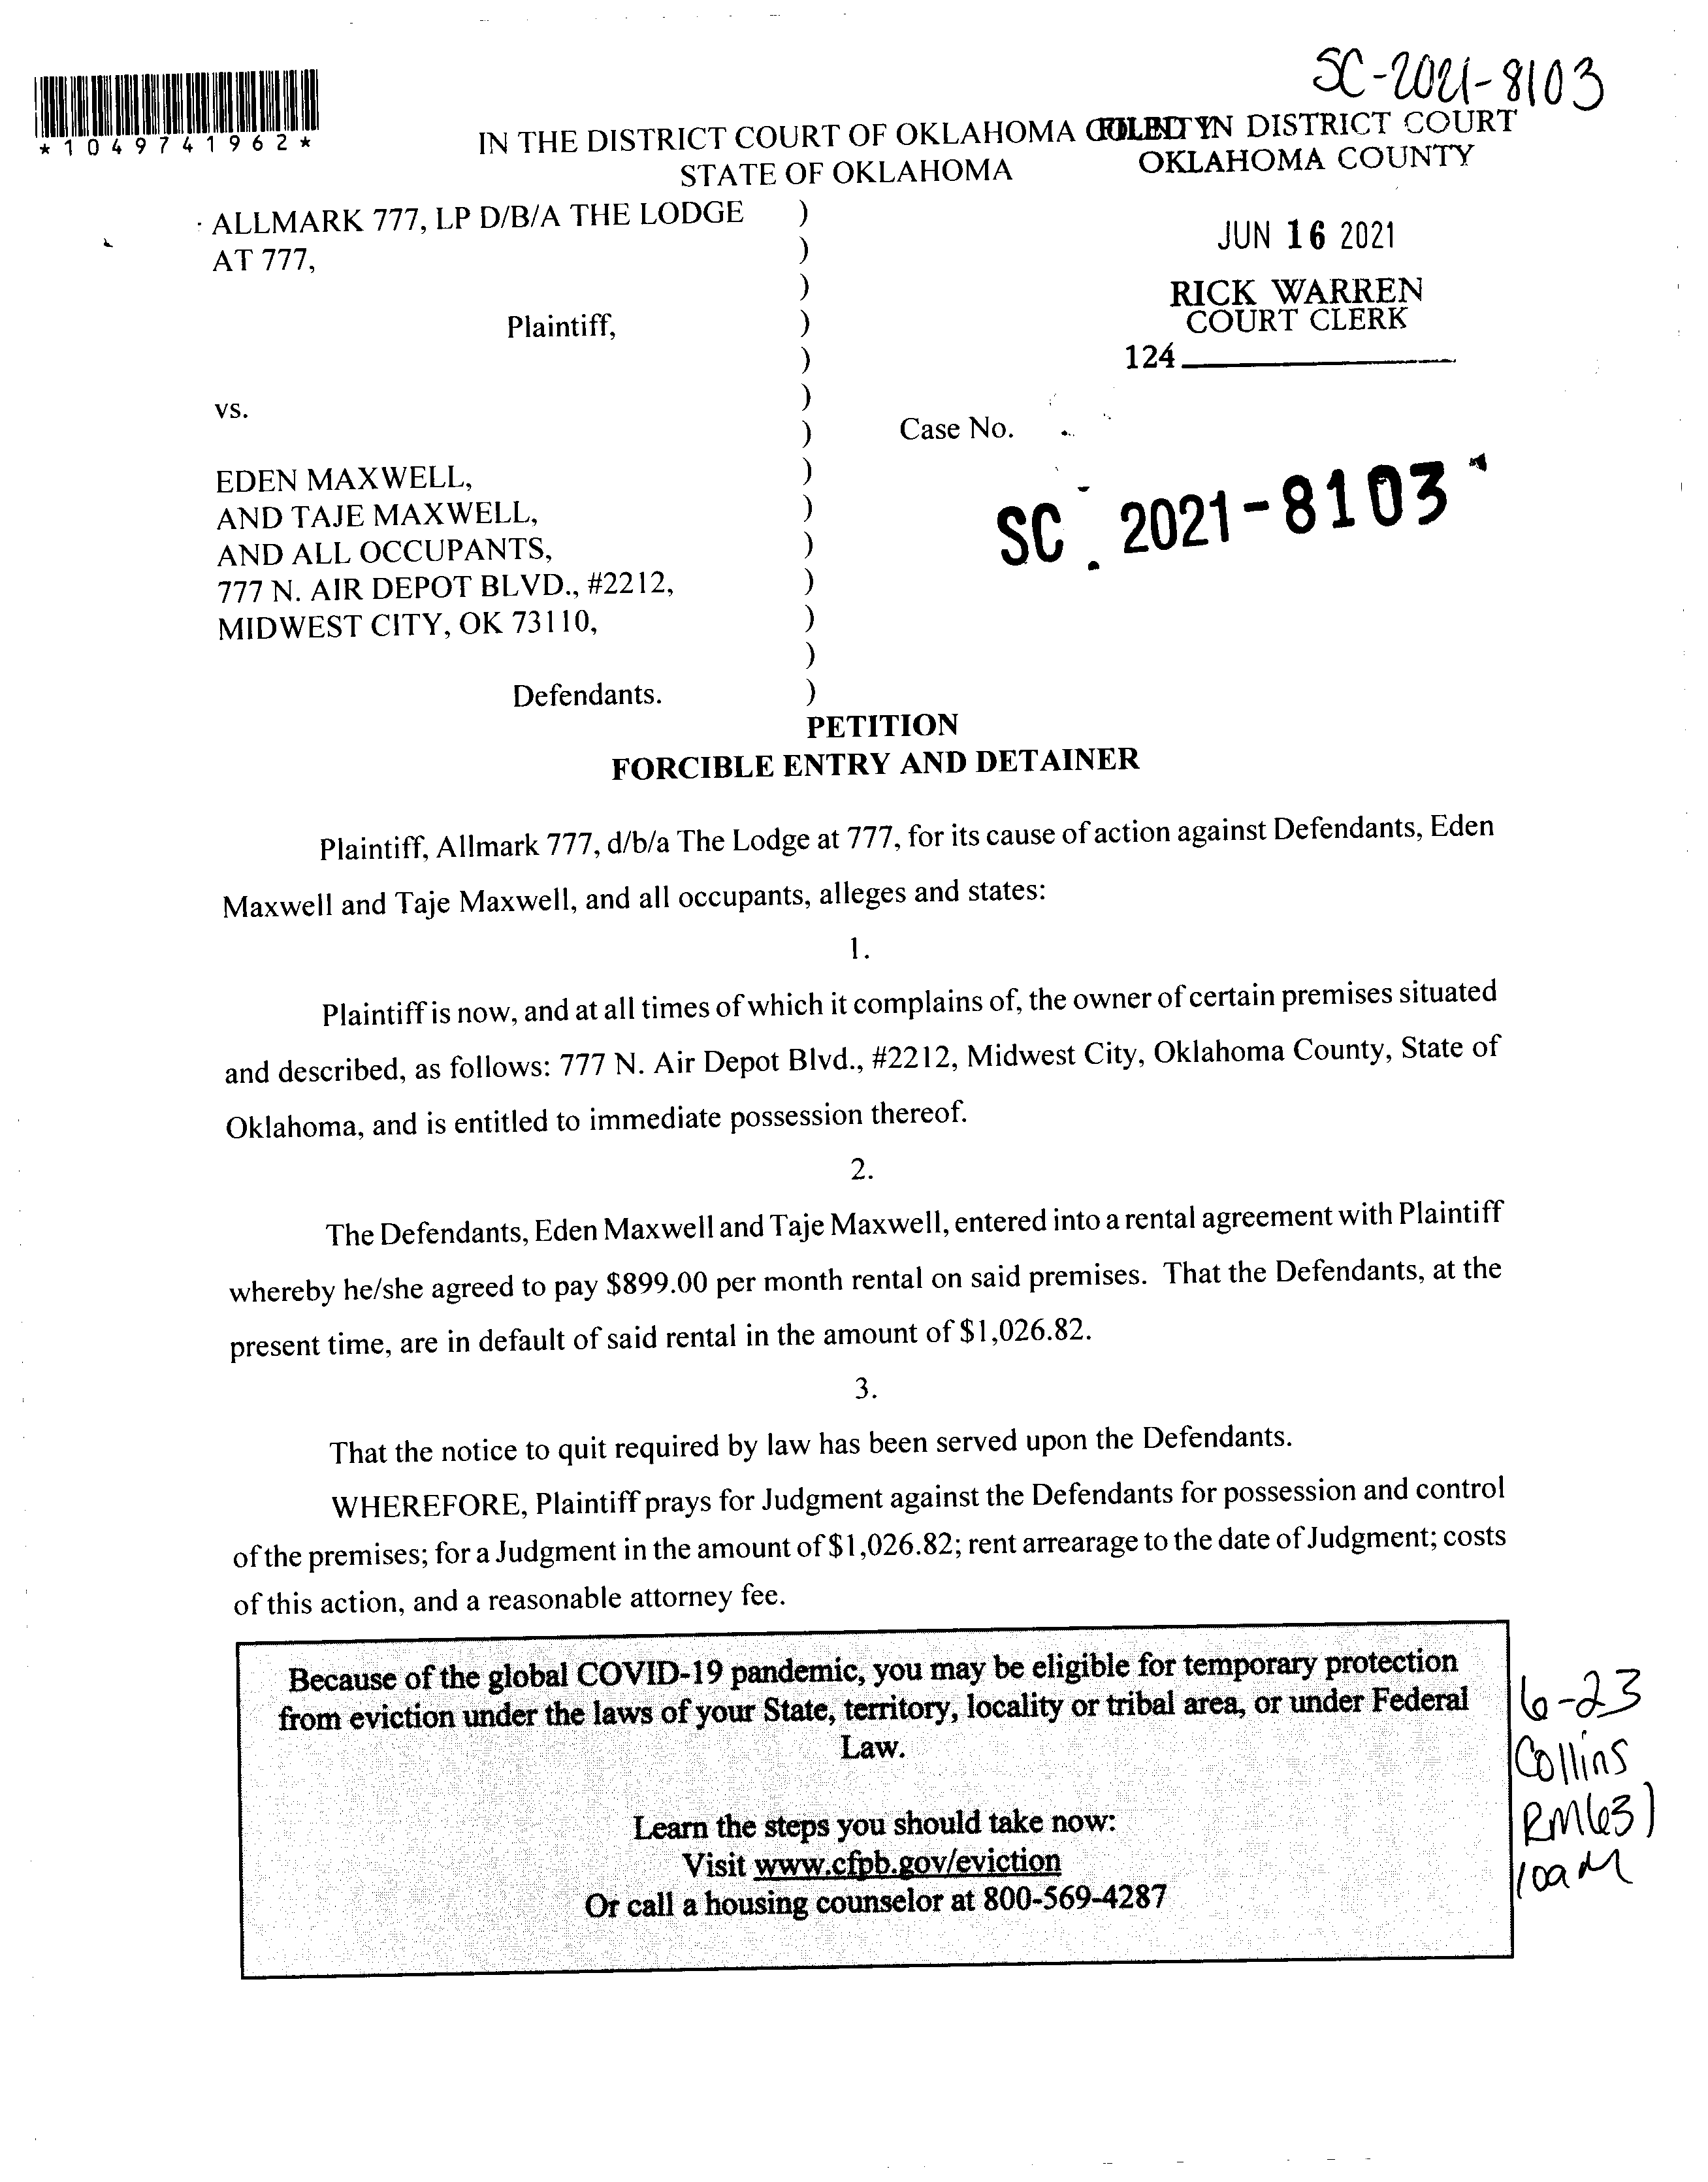 SC-2021-8103
*1049741962*
IN THE DISTRICT COURT OF OKLAHOMA COUNTY
STATE OF OKLAHOMA
FILED IN DISTRICT COURT
OKLAHOMA COUNTY
JUN 16 2021
RICK WARREN
COURT CLERK
124
ALLMARK 777, LP D/B/A THE LODGE )
AT 777, )
)
Plaintiff, )
)
)
vs.
) Case No.
EDEN MAXWELL, )
AND TAJE MAXWELL, )
AND ALL OCCUPANTS, )
777 N. AIR DEPOT BLVD., #2212, )
MIDWEST CITY, OK 73110, )
)
Defendants. )
SC 2021-8103
PETITION
FORCIBLE ENTRY AND DETAINER
Plaintiff, Allmark 777, d/b/a The Lodge at 777, for its cause of action against Defendants, Eden
Maxwell and Taje Maxwell, and all occupants, alleges and states:
1.
Plaintiff is now, and at all times of which it complains of, the owner of certain premises situated
and described, as follows: 777 N. Air Depot Blvd., #2212, Midwest City, Oklahoma County, State of
Oklahoma, and is entitled to immediate possession thereof.
2.
The Defendants, Eden Maxwell and Taje Maxwell, entered into a rental agreement with Plaintiff
whereby he/she agreed to pay $899.00 per month rental on said premises. That the Defendants, at the
present time, are in default of said rental in the amount of $1,026.82.
3.
That the notice to quit required by law has been served upon the Defendants.
WHEREFORE, Plaintiff prays for Judgment against the Defendants for possession and control
of the premises; for a Judgment in the amount of $1,026.82; rent arrearage to the date of Judgment; costs
of this action, and a reasonable attorney fee.
Because of the global COVID-19 pandemic, you may be eligible for temporary protection
from eviction under the laws of your State, territory, locality or tribal area, or under Federal
Law.
Learn the steps you should take now:
Visit www.cfpb.gov/eviction
Or call a housing counselor at 800-569-4287
6-23
Collins
RM631
10am